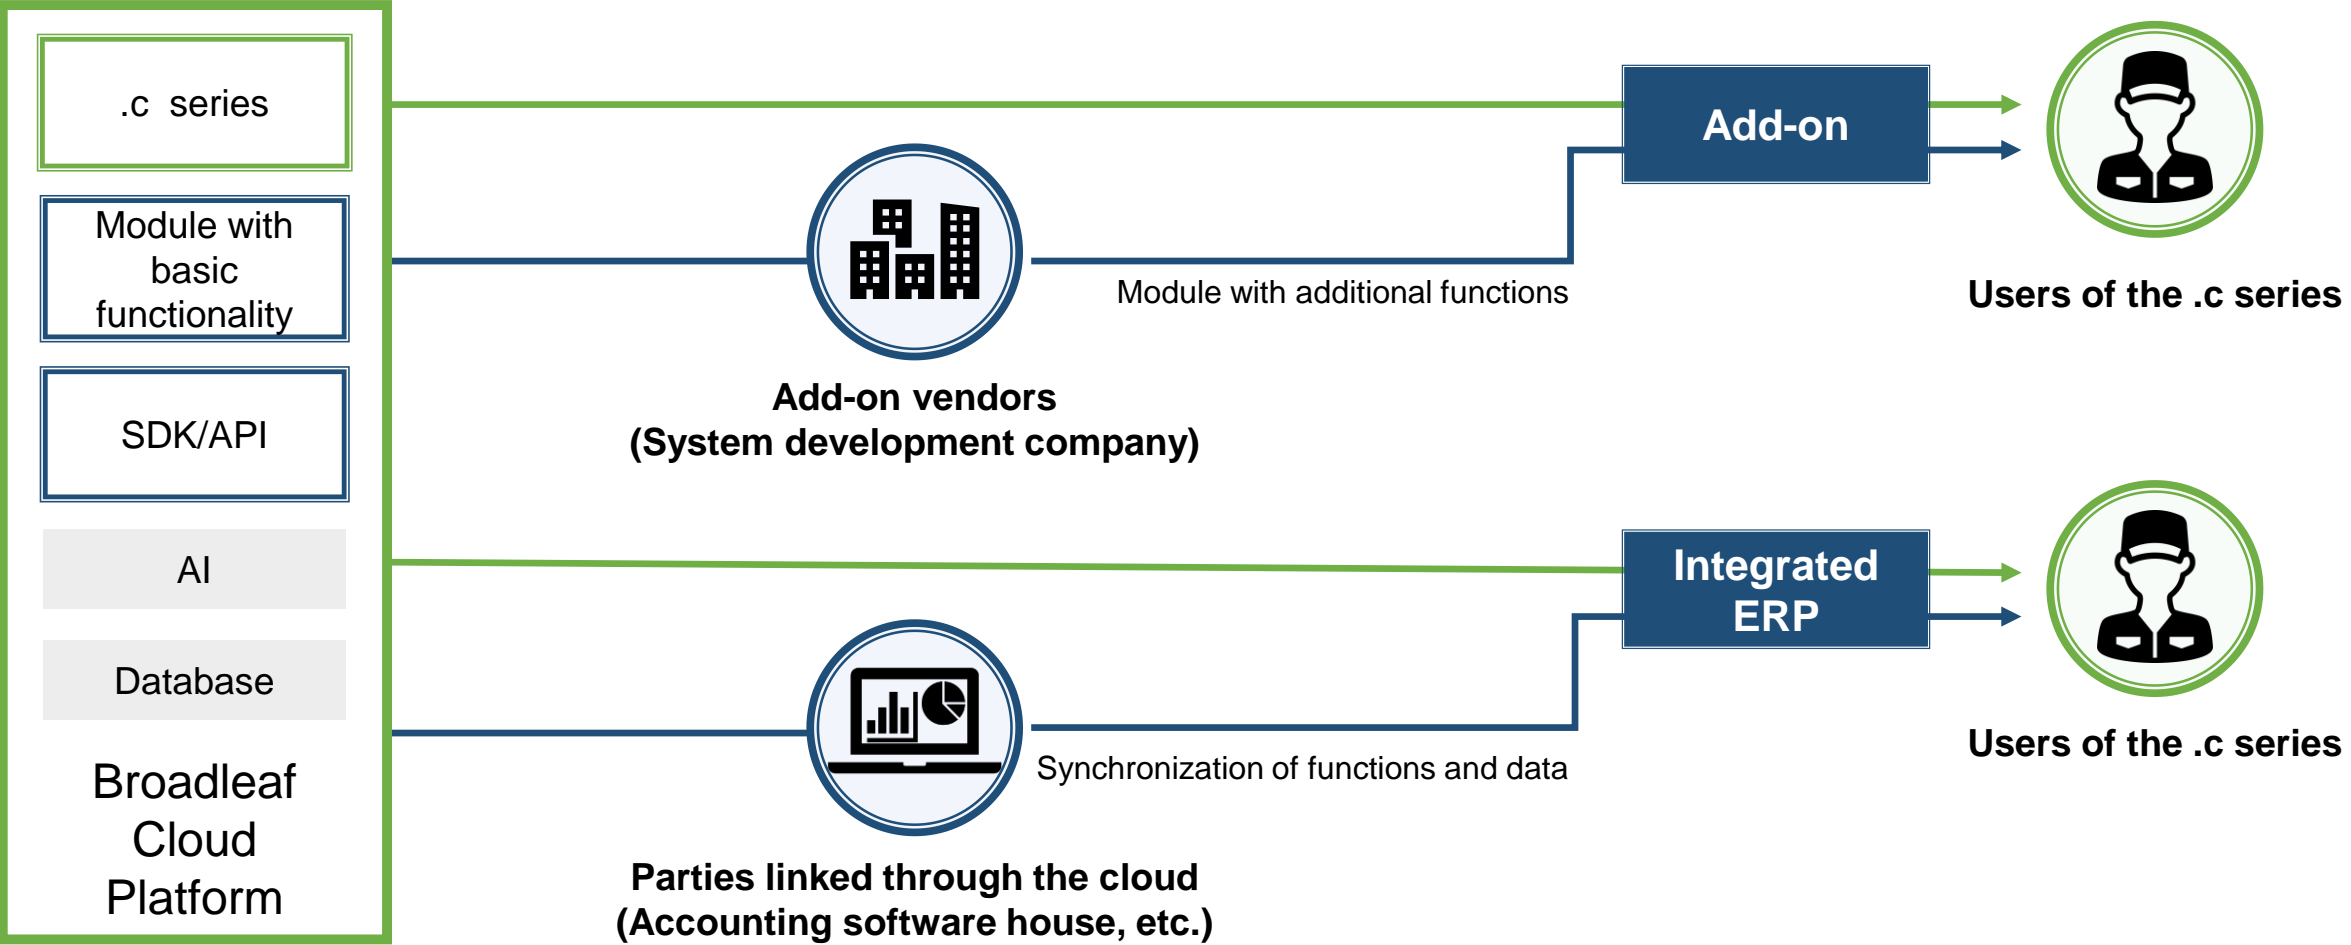 .c series
Module with
basic
functionality
SDK/API
AI
Database
Broadleaf
Cloud
Platform
Add-on vendors
(System development company)
Module with additional functions
Add-on
Users of the .c series
Parties linked through the cloud
(Accounting software house, etc.)
Synchronization of functions and data
Integrated
ERP
Users of the .c series